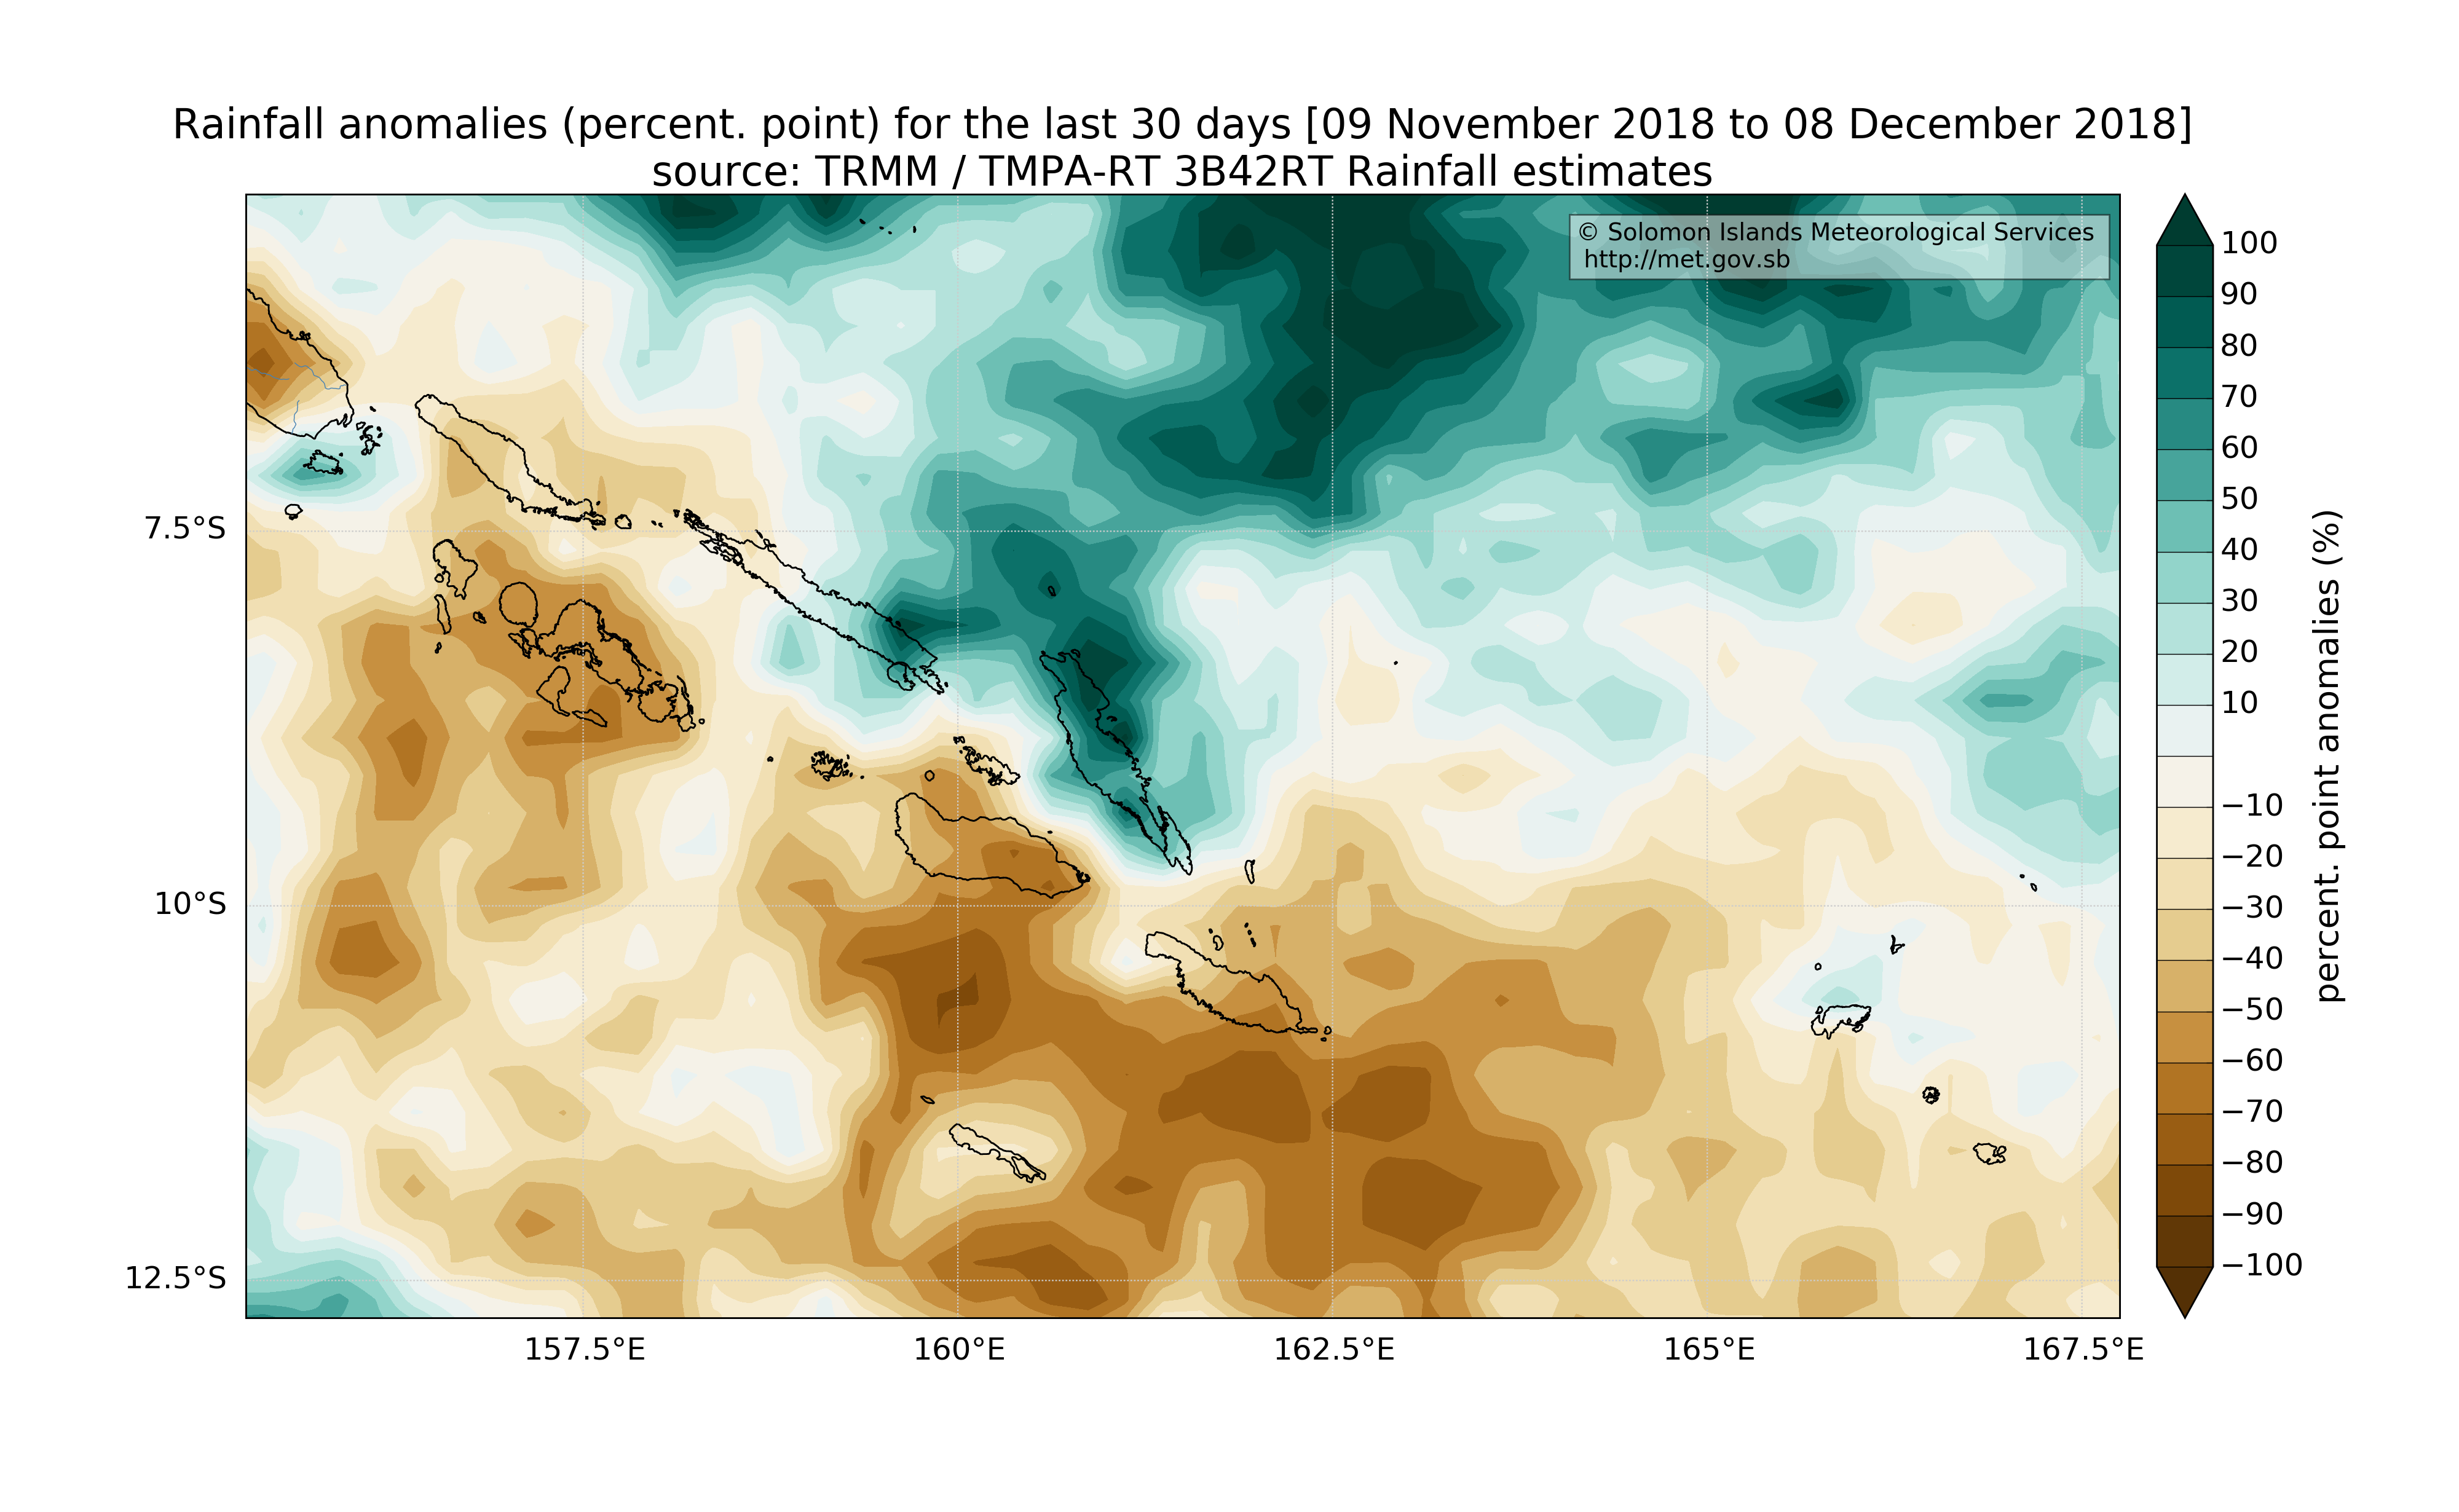 Rainfall anomalies (percent. point) for the last 30 days [09 November 2018 to 08 December 2018]
source: TRMM / TMPA-RT 3B42RT Rainfall estimates
© Solomon Islands Meteorological Services
http://met.gov.sb
7.5°S
10°S
12.5°S
157.5°E
160°E
162.5°E
165°E
167.5°E
100
90
80
70
60
50
40
30
20
10
−10
−20
−30
−40
−50
−60
−70
−80
−90
−100
percent. point anomalies (%)